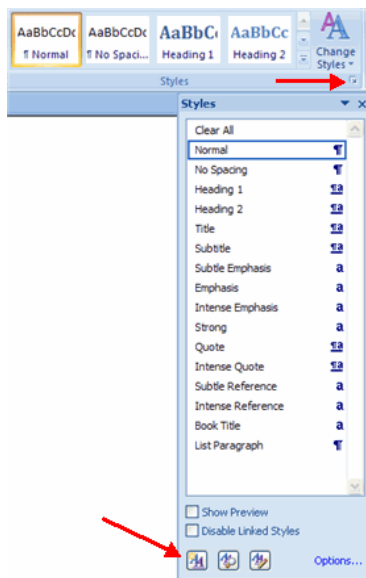 AaBbCcDc AaBbCcDc AaBbC AaBbCc
¶ Normal ¶ No Spaci... Heading 1 Heading 2 Change Styles
Styles
Styles
Clear All
Normal ¶
No Spacing ¶
Heading 1 ¶a
Heading 2 ¶a
Title ¶a
Subtitle ¶a
Subtle Emphasis a
Emphasis a
Intense Emphasis a
Strong a
Quote ¶a
Intense Quote ¶a
Subtle Reference a
Intense Reference a
Book Title a
List Paragraph ¶
Show Preview
Disable Linked Styles
Options...